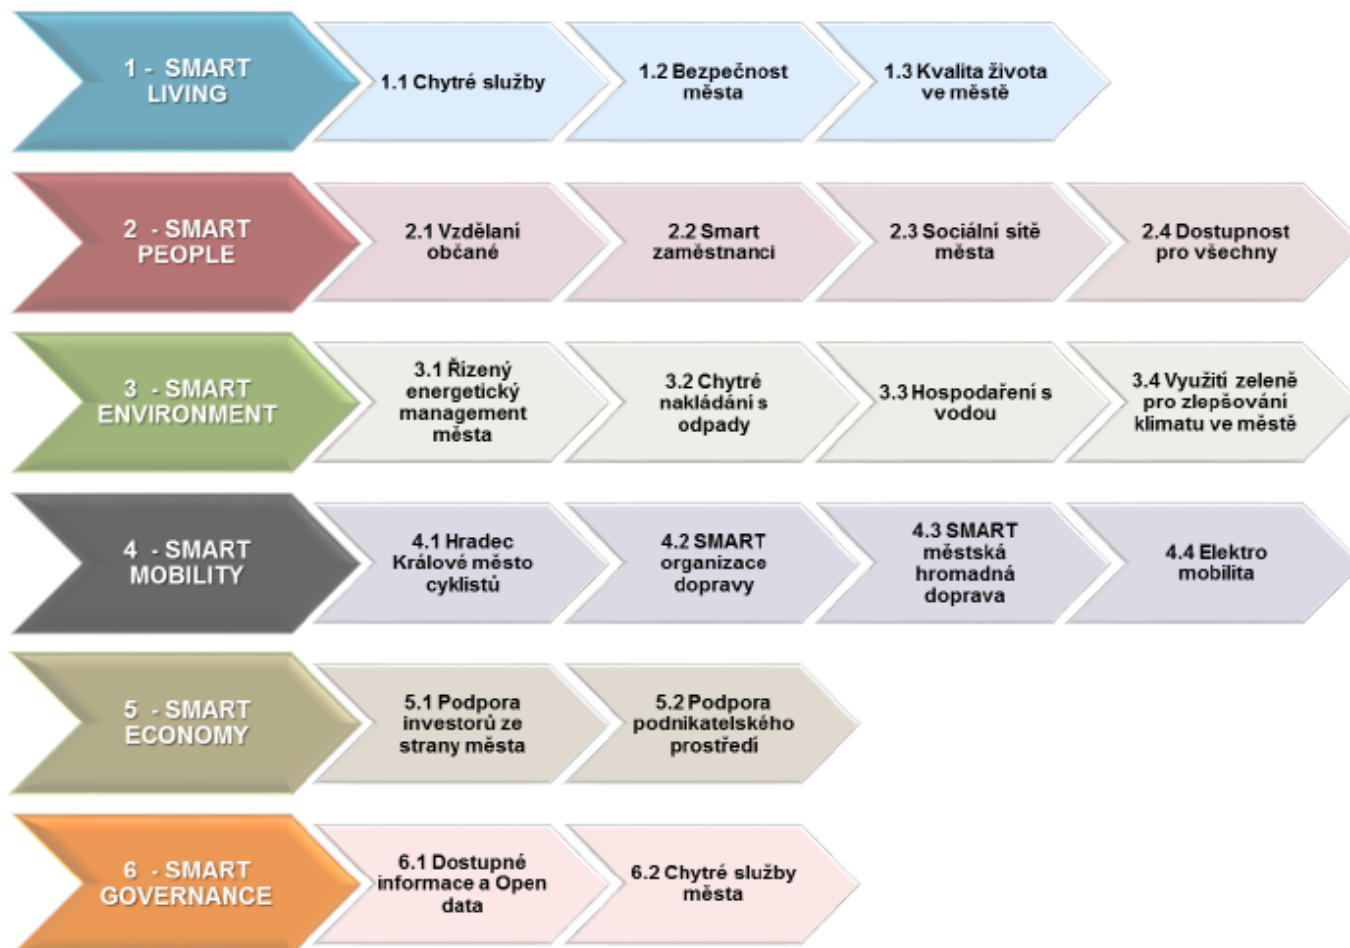 1 - SMART
LIVING
1.1 Chytré služby
1.2 Bezpečnost
města
1.3 Kvalita života
ve městě
2 - SMART
PEOPLE
2.1 Vzdělaní
občané
2.2 Smart
zaměstnanci
2.3 Sociální sítě
města
2.4 Dostupnost
pro všechny
3 - SMART
ENVIRONMENT
3.1 Řízený
energetický
management
města
3.2 Chytré
nakládání s
odpady
3.3 Hospodaření s
vodou
3.4 Využití zeleně
pro zlepšování
klimatu ve městě
4 - SMART
MOBILITY
4.1 Hradec
Králové město
cyklistů
4.2 SMART
organizace
dopravy
4.3 SMART
městská
hromadná
doprava
4.4 Elektro
mobilita
5 - SMART
ECONOMY
5.1 Podpora
investorů ze
strany města
5.2 Podpora
podnikatelského
prostředí
6 - SMART
GOVERNANCE
6.1 Dostupné
informace a Open
data
6.2 Chytré služby
města